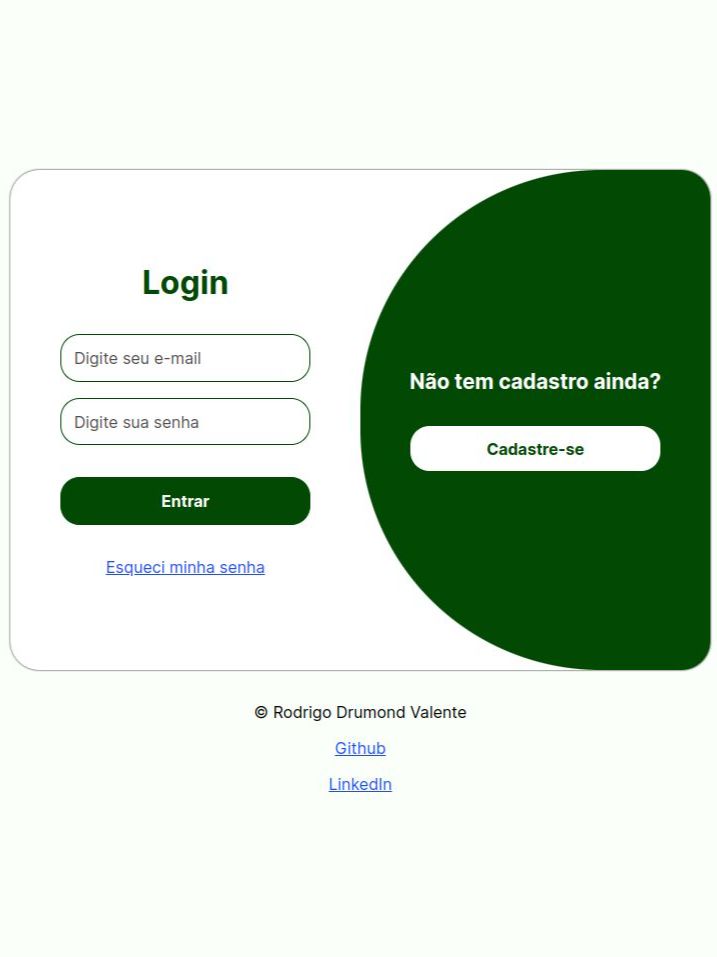 Login
Digite seu e-mail
Digite sua senha
Entrar
Esqueci minha senha
Não tem cadastro ainda?
Cadastre-se
© Rodrigo Drumond Valente
Github
LinkedIn